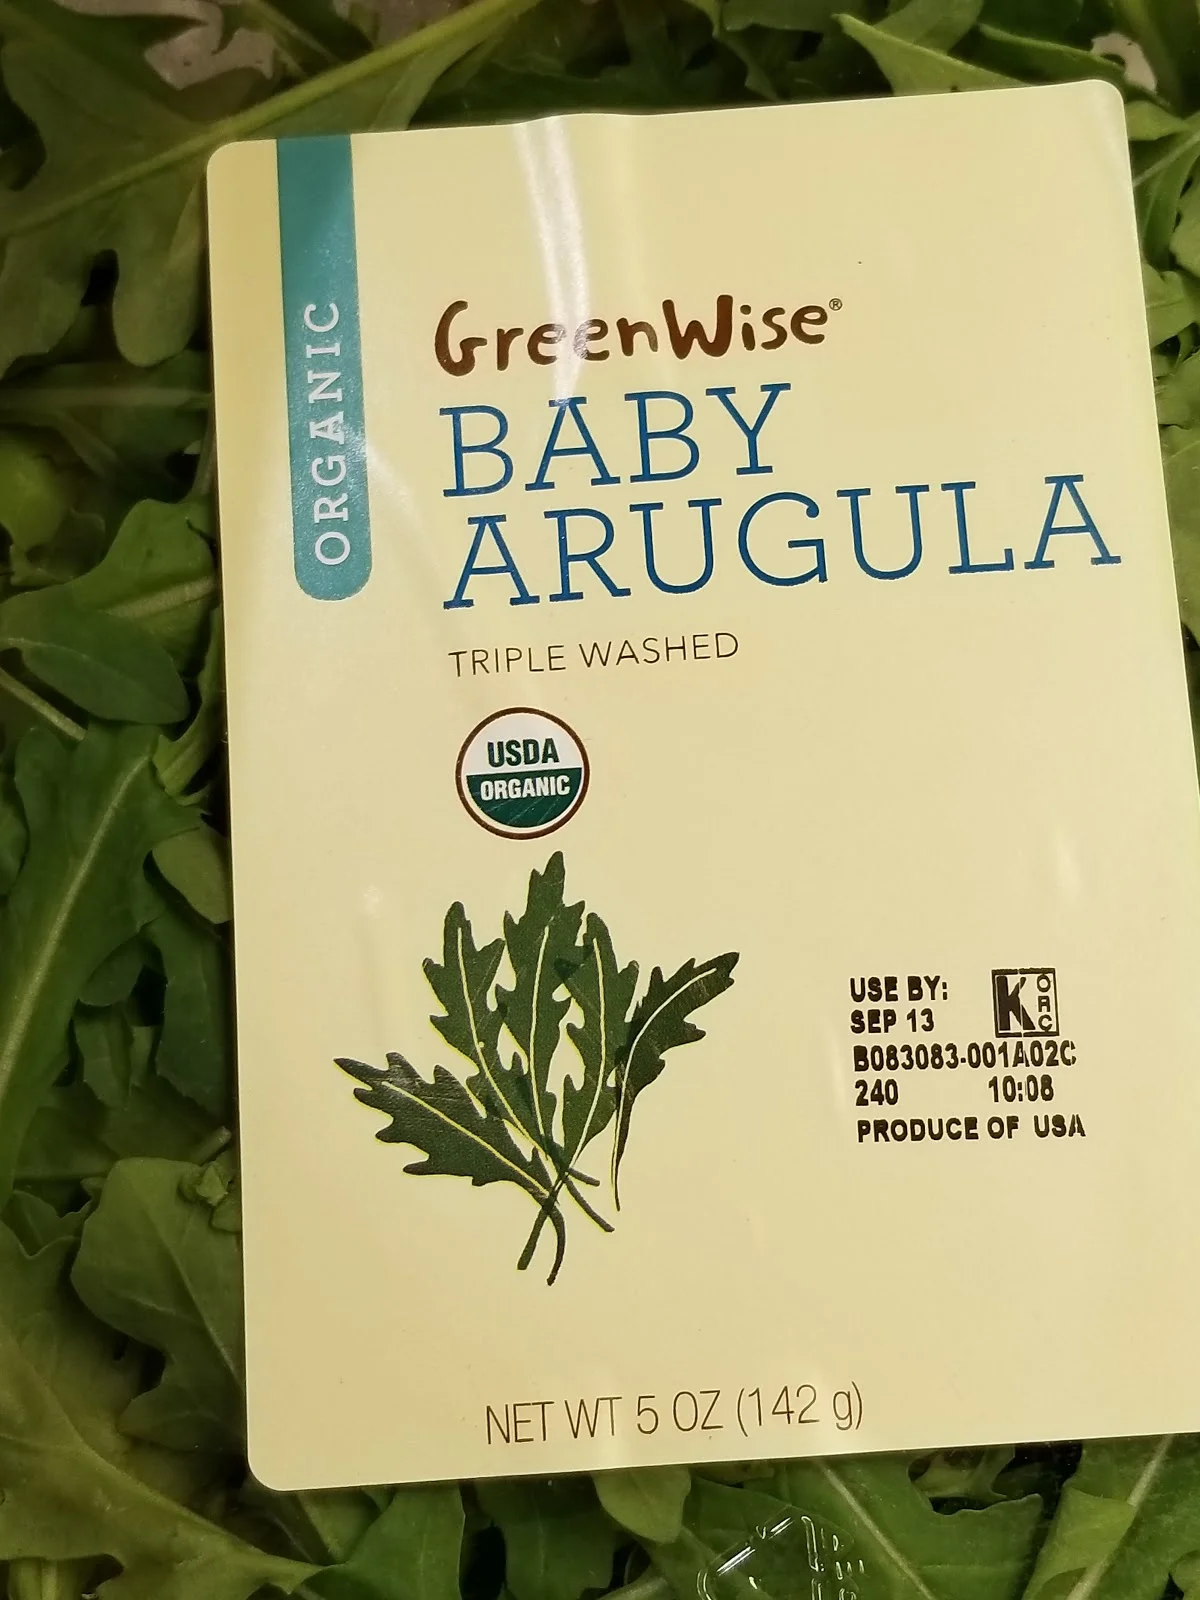 ORGANIC
GreenWise®
BABY
ARUGULA
TRIPLE WASHED
USDA
ORGANIC
USE BY:
SEP 13
K ORC
B083083-001A02C
240 10:08
PRODUCE OF USA
NET WT 5 OZ (142 g)